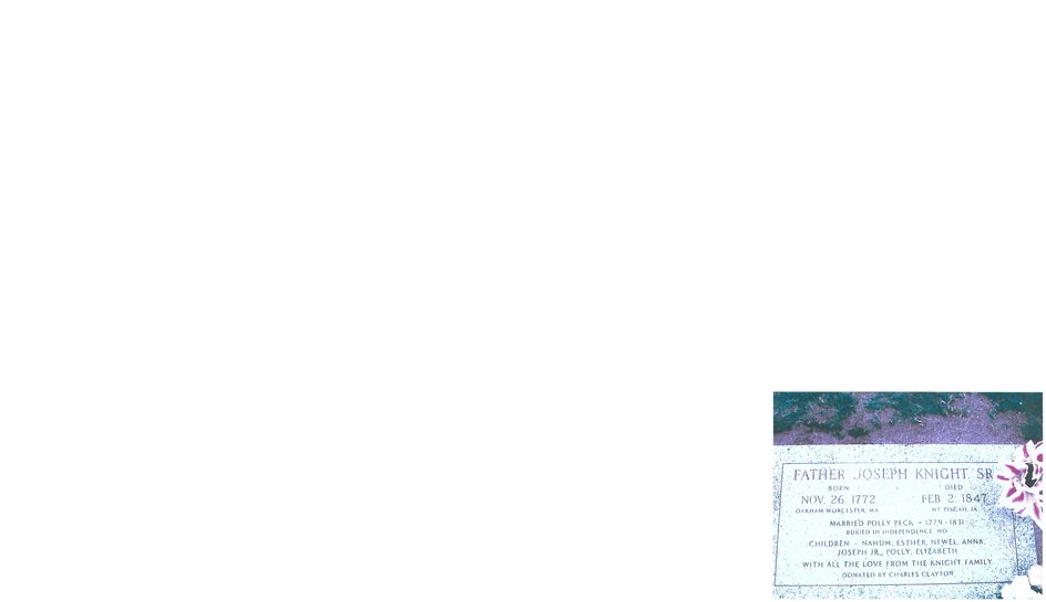 FATHER JOSEPH KNIGHT, SR
BORN DIED
NOV. 26, 1772 FEB 2, 1847
OAKHAM WORCESTER, MA MT. PISGAH, IA
MARRIED POLLY PECK - 1774-1831
BURIED IN INDEPENDENCE, MO
CHILDREN - NAHUM, ESTHER, NEWEL, ANNA,
JOSEPH JR., POLLY, ELIZABETH
WITH ALL THE LOVE FROM THE KNIGHT FAMILY
DONATED BY CHARLES CLAYTON